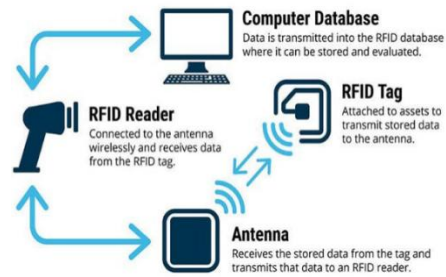 Computer Database
Data is transmitted into the RFID database
where it can be stored and evaluated.
RFID Tag
Attached to assets to
transmit stored data
to the antenna.
RFID Reader
Connected to the antenna
wirelessly and receives data
from the RFID tag.
Antenna
Receives the stored data from the tag and
transmits that data to an RFID reader.